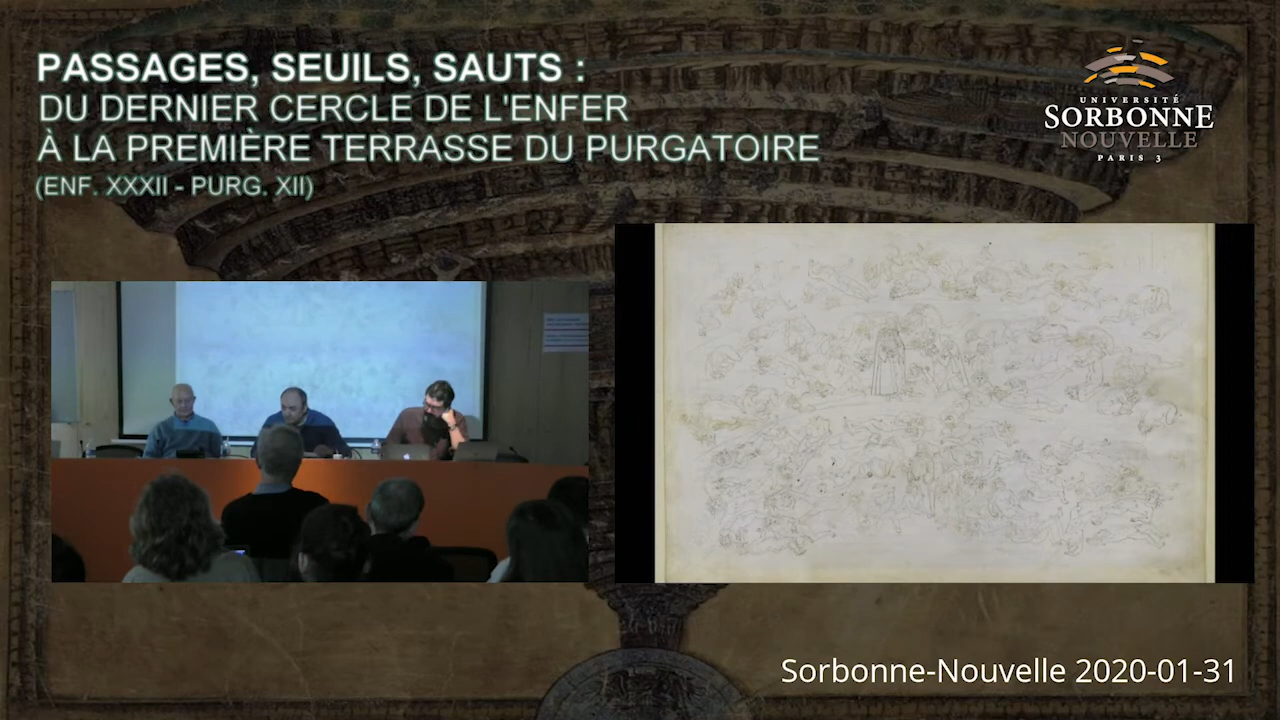 PASSAGES, SEUILS, SAUTS :
DU DERNIER CERCLE DE L'ENFER
À LA PREMIÈRE TERRASSE DU PURGATOIRE
(ENF. XXXII - PURG. XII)
UNIVERSITÉ
SORBONNE
NOUVELLE
PARIS 3
Sorbonne-Nouvelle 2020-01-31